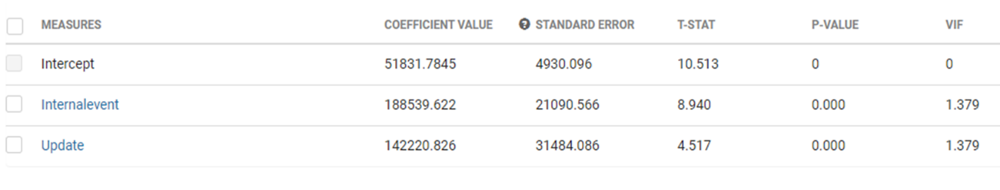 MEASURES COEFFICIENT VALUE ? STANDARD ERROR T-STAT P-VALUE VIF
Intercept 51831.7845 4930.096 10.513 0 0
Internalevent 188539.622 21090.566 8.940 0.000 1.379
Update 142220.826 31484.086 4.517 0.000 1.379